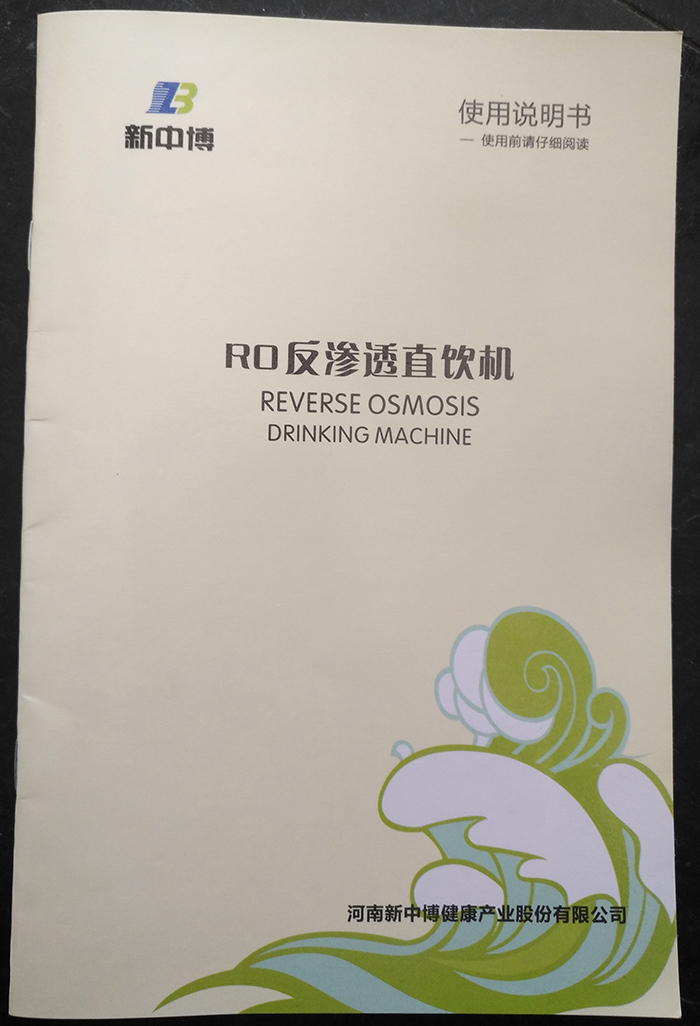 新中博
使用说明书
— 使用前请仔细阅读
RO反渗透直饮机
REVERSE OSMOSIS
DRINKING MACHINE
河南新中博健康产业股份有限公司